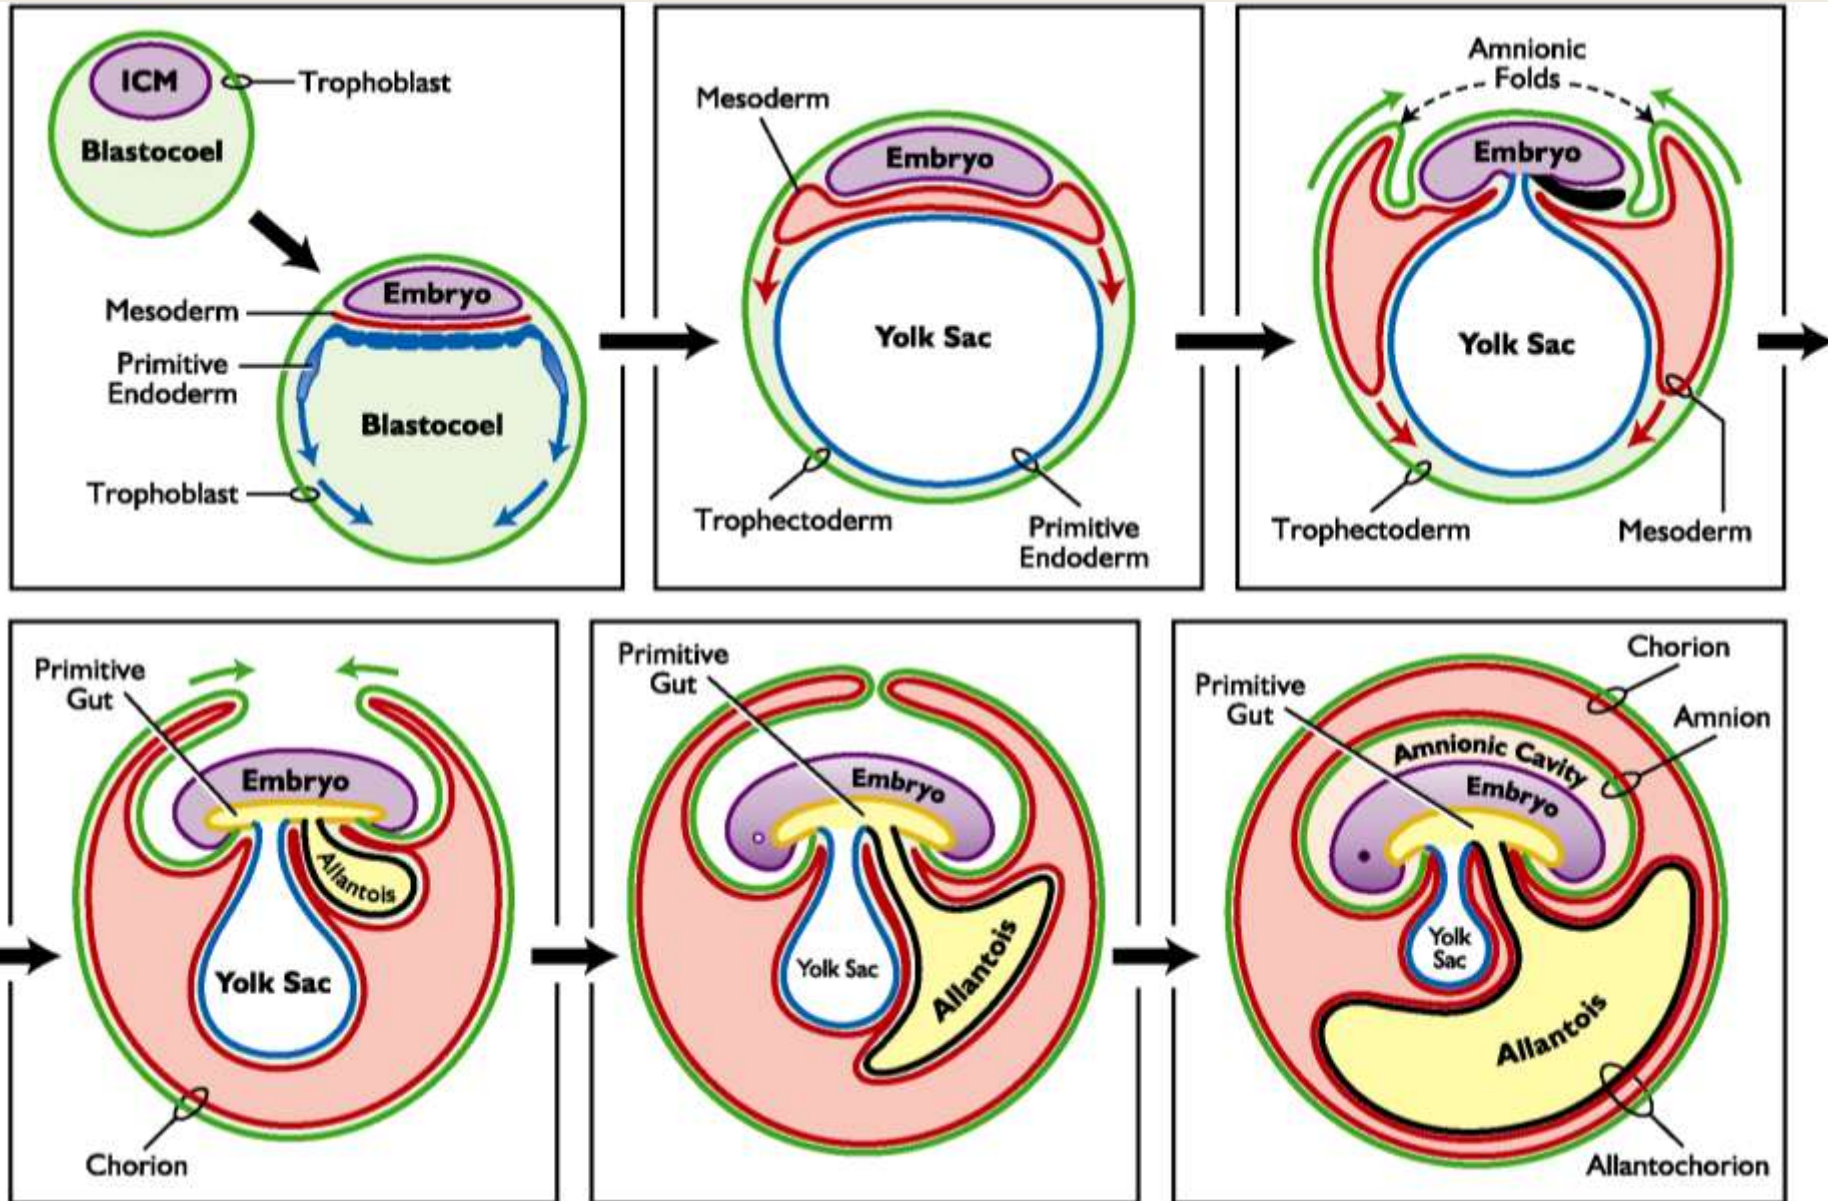 ICM
Trophoblast
Blastocoel
Embryo
Mesoderm
Primitive
Endoderm
Blastocoel
Trophoblast
Mesoderm
Embryo
Yolk Sac
Trophectoderm
Primitive
Endoderm
Amnionic
Folds
Embryo
Yolk Sac
Trophectoderm
Mesoderm
Primitive
Gut
Embryo
Allantois
Yolk Sac
Chorion
Primitive
Gut
Embryo
Yolk Sac
Allantois
Chorion
Primitive
Gut
Amnion
Amnionic Cavity
Embryo
Yolk
Sac
Allantois
Allantochorion